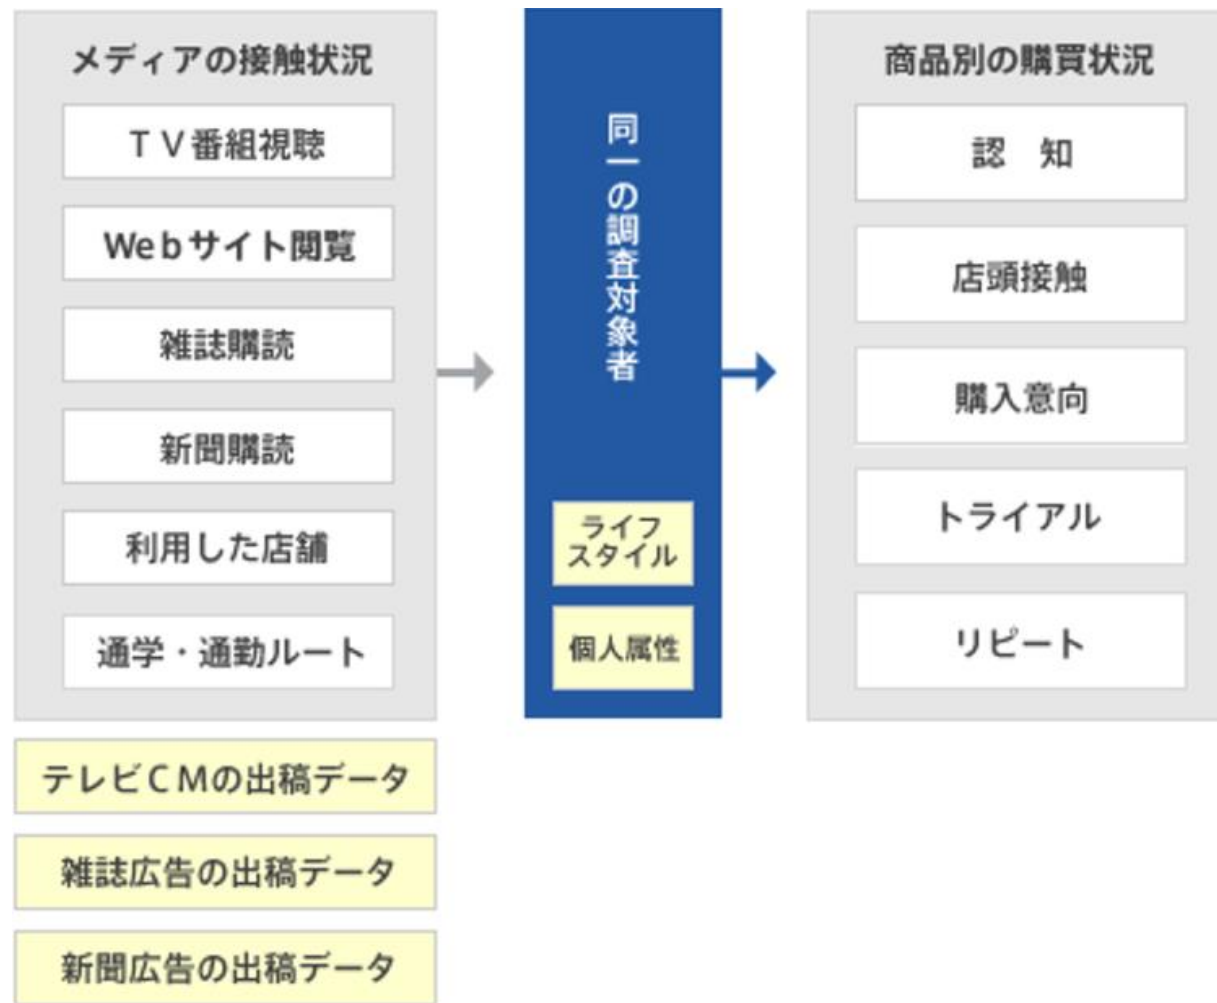 メディアの接触状況
ＴＶ番組視聴
Webサイト閲覧
雑誌購読
新聞購読
利用した店舗
通学・通勤ルート
テレビＣＭの出稿データ
雑誌広告の出稿データ
新聞広告の出稿データ
同一の調査対象者
ライフ
スタイル
個人属性
商品別の購買状況
認　知
店頭接触
購入意向
トライアル
リピート